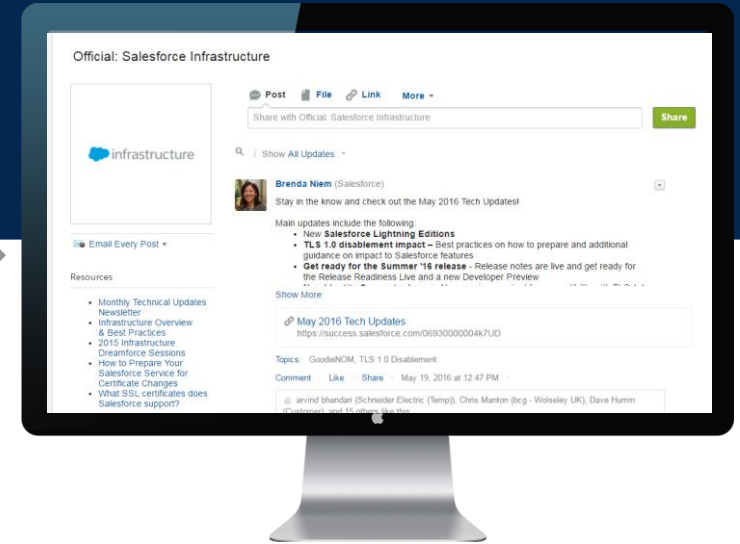 Official: Salesforce Infrastructure
infrastructure
Email Every Post
Resources
Monthly Technical Updates
Newsletter
Infrastructure Overview
& Best Practices
2015 Infrastructure
Dreamforce Sessions
How to Prepare Your
Salesforce Service for
Certificate Changes
What SSL certificates does
Salesforce support?
Post File Link More
Share with Official: Salesforce Infrastructure Share
Show All Updates
Brenda Niem (Salesforce)
Stay in the know and check out the May 2016 Tech Updates!
Main updates include the following:
New Salesforce Lightning Editions
TLS 1.0 disablement impact – Best practices on how to prepare and additional
guidance on impact to Salesforce features
Get ready for the Summer '16 release - Release notes are live and get ready for
the Release Readiness Live and a new Developer Preview
Show More
May 2016 Tech Updates
https://success.salesforce.com/06930000004k7UD
Topics: GoodieNOM, TLS 1.0 Disablement
Comment · Like · Share · May 19, 2016 at 12:47 PM ·
arvind bhandari (Schneider Electric (Temp)), Chris Manton (bcg - Wolseley UK), Dave Humm
(Customer), and 15 others like this.